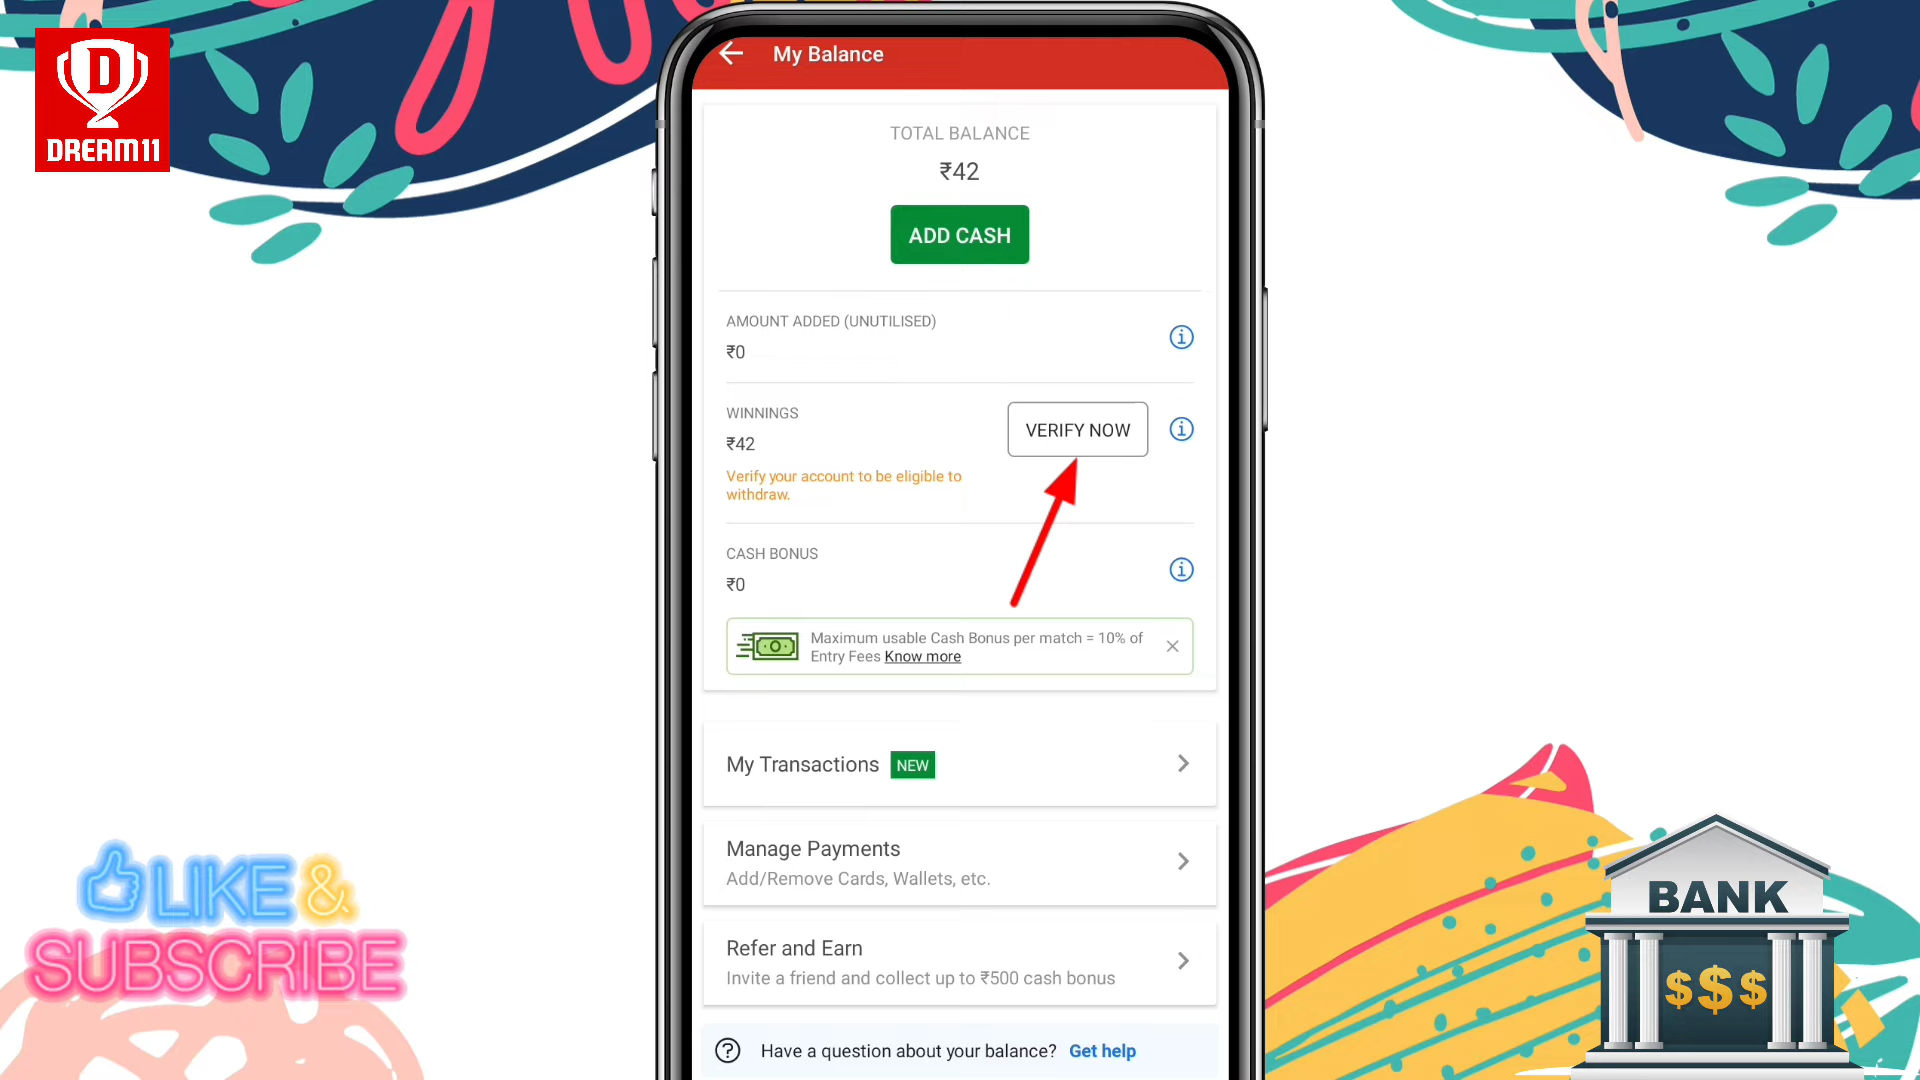 D
DREAM11
My Balance
TOTAL BALANCE
₹42
ADD CASH
AMOUNT ADDED (UNUTILISED)
₹0
WINNINGS
₹42
VERIFY NOW
Verify your account to be eligible to
withdraw.
CASH BONUS
₹0
Maximum usable Cash Bonus per match = 10% of
Entry Fees Know more
My Transactions NEW
Manage Payments
Add/Remove Cards, Wallets, etc.
Refer and Earn
Invite a friend and collect up to ₹500 cash bonus
Have a question about your balance? Get help
LIKE &
SUBSCRIBE
BANK
$$$